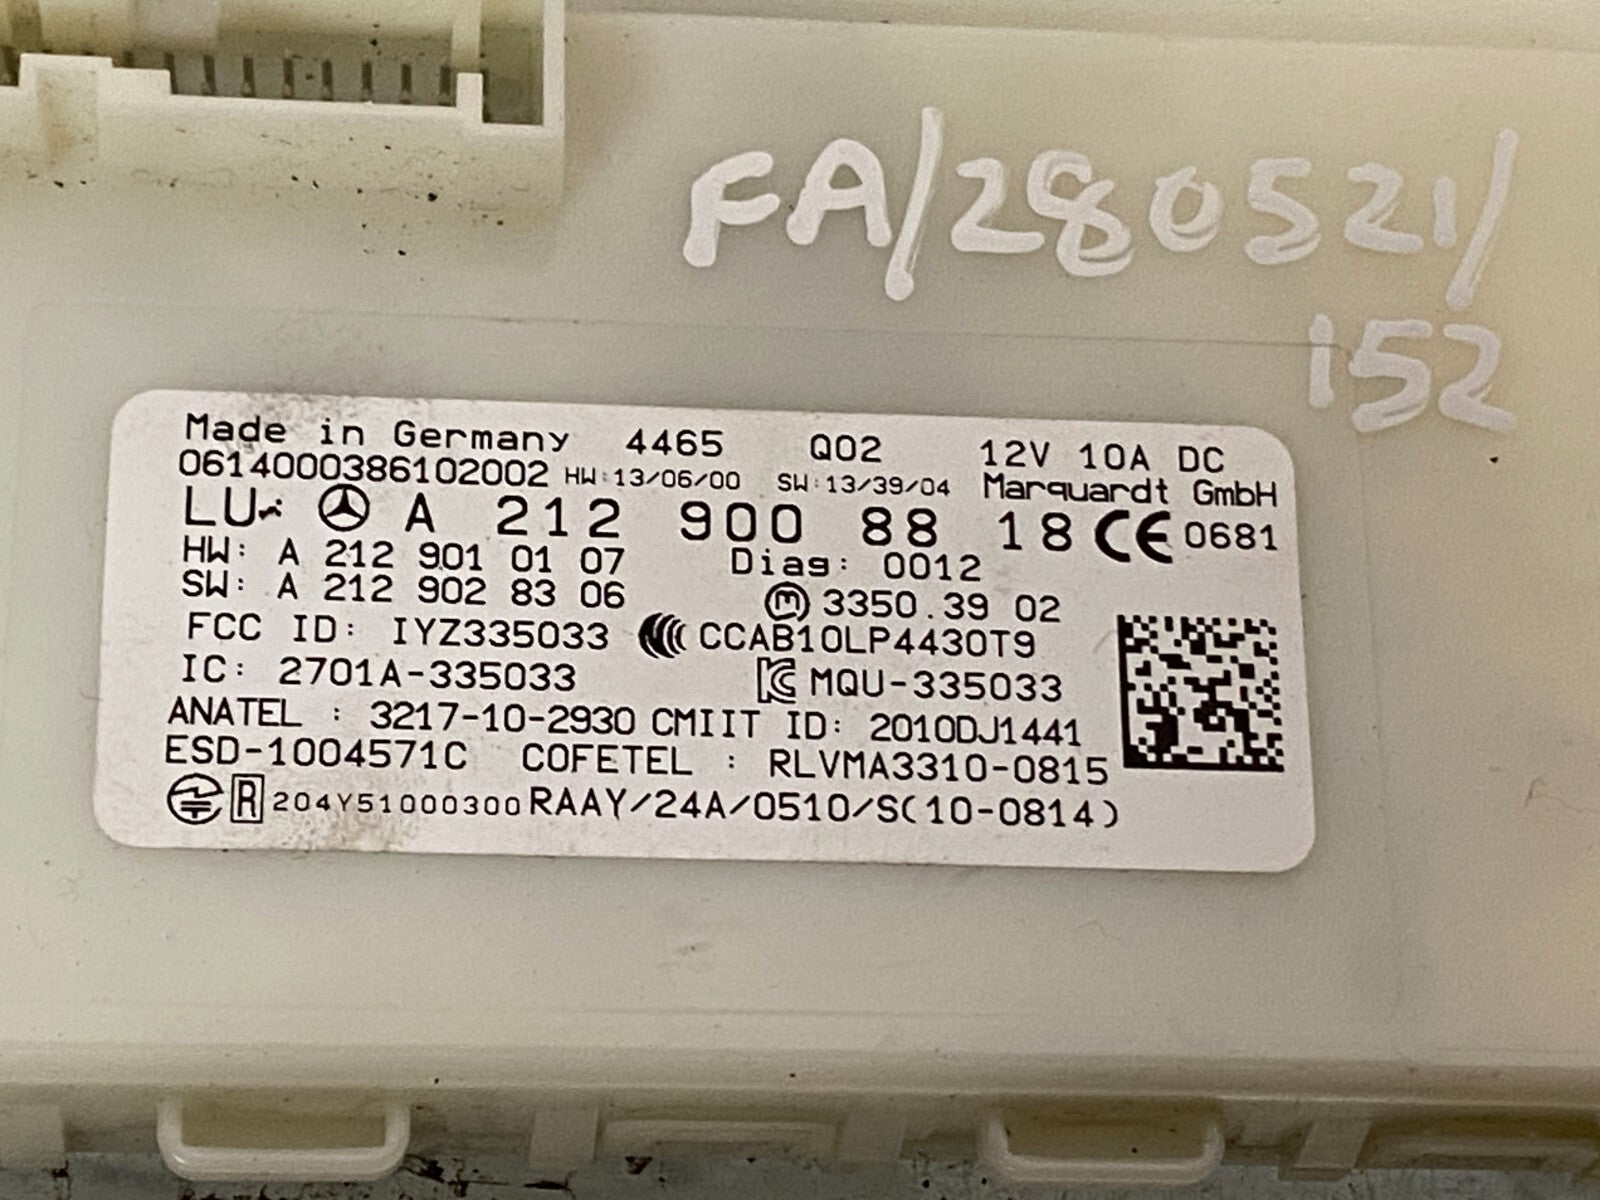 FA/280521/
152
Made in Germany 4465 Q02 12V 10A DC
0614000386102002 HW:13/06/00 SW:13/39/04 Marquardt GmbH
LU A 212 900 88 18 CE 0681
HW: A 212 901 01 07 Diag: 0012
SW: A 212 902 83 06 m 3350.39 02
FCC ID: IYZ335033 CCAB10LP4430T9
IC: 2701A-335033 MQU-335033
ANATEL : 3217-10-2930 CMIIT ID: 2010DJ1441
ESD-1004571C COFETEL : RLVMA3310-0815
R 204Y51000300 RAAY/24A/0510/S(10-0814)